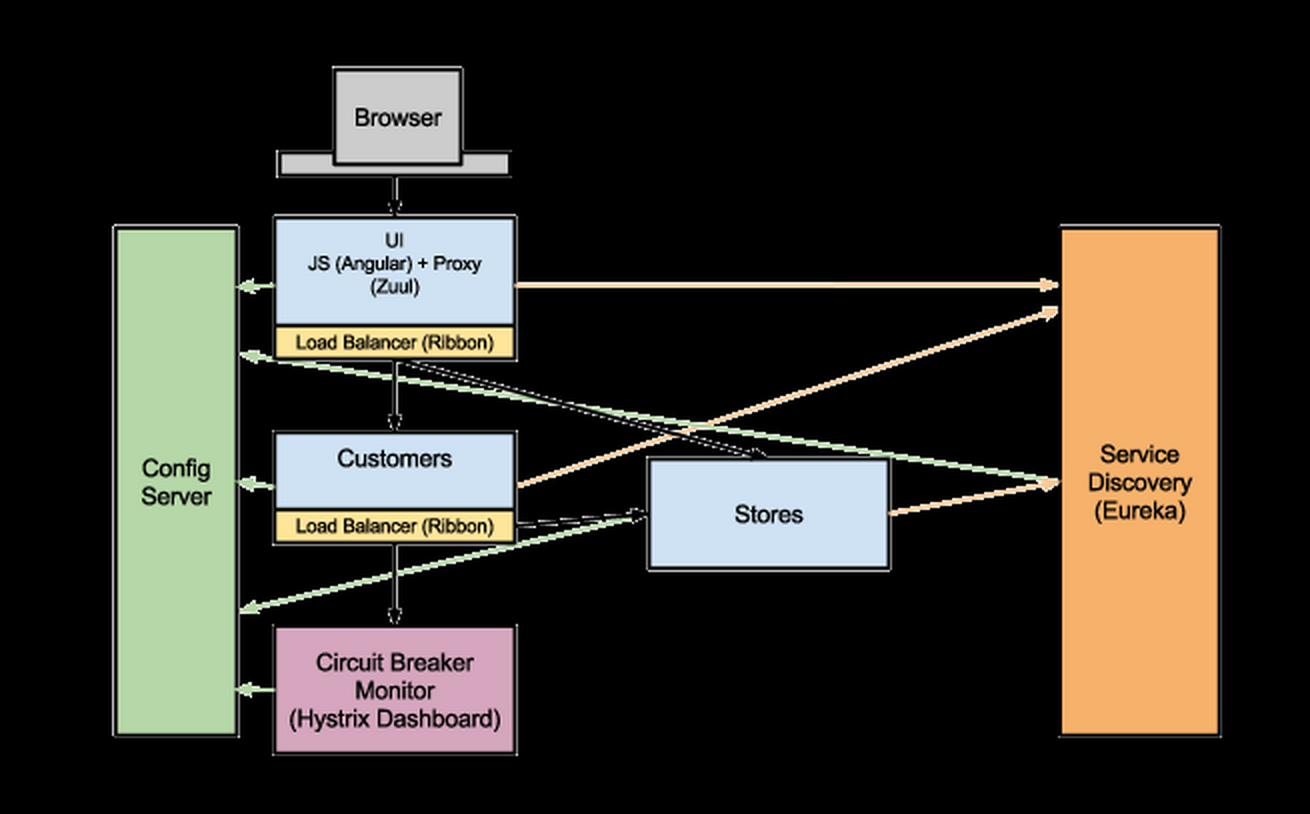 Browser
UI
JS (Angular) + Proxy
(Zuul)
Load Balancer (Ribbon)
Config
Server
Customers
Load Balancer (Ribbon)
Stores
Service
Discovery
(Eureka)
Circuit Breaker
Monitor
(Hystrix Dashboard)